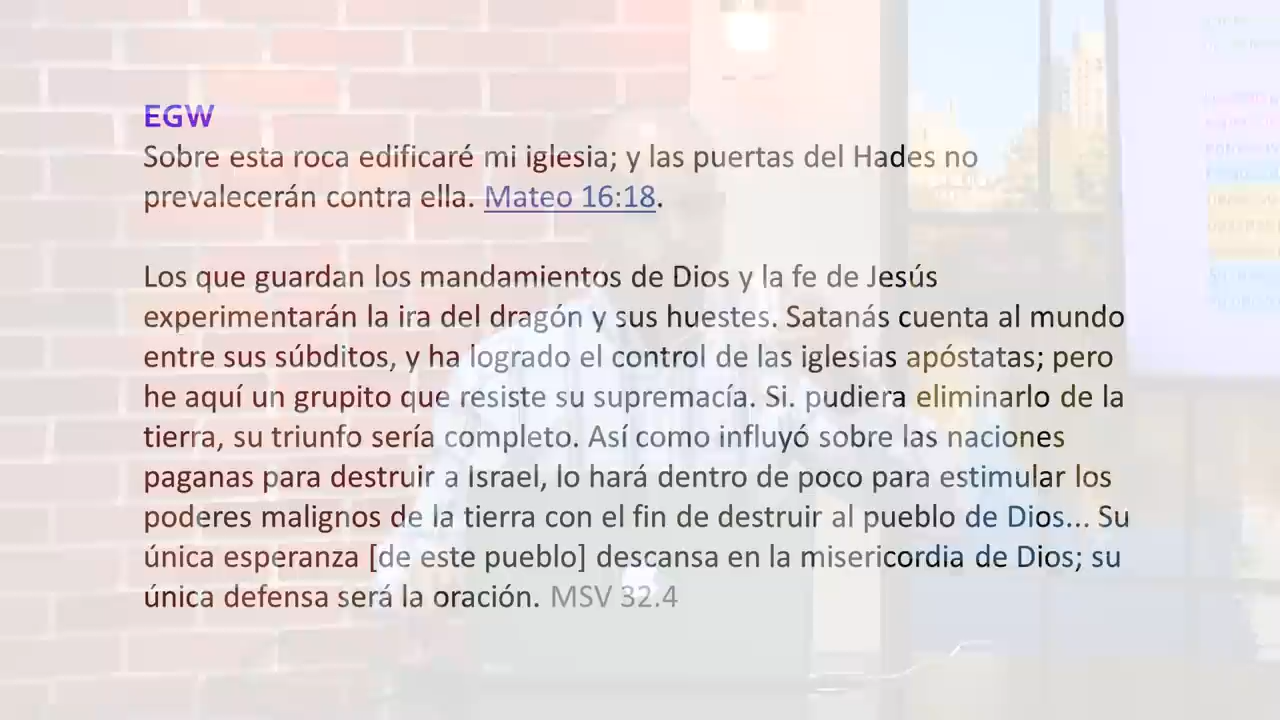 EGW
Sobre esta roca edificaré mi iglesia; y las puertas del Hades no
prevalecerán contra ella. Mateo 16:18.
Los que guardan los mandamientos de Dios y la fe de Jesús
experimentarán la ira del dragón y sus huestes. Satanás cuenta al mundo
entre sus súbditos, y ha logrado el control de las iglesias apóstatas; pero
he aquí un grupito que resiste su supremacía. Si. pudiera eliminarlo de la
tierra, su triunfo sería completo. Así como influyó sobre las naciones
paganas para destruir a Israel, lo hará dentro de poco para estimular los
poderes malignos de la tierra con el fin de destruir al pueblo de Dios... Su
única esperanza [de este pueblo] descansa en la misericordia de Dios; su
única defensa será la oración. MSV 32.4